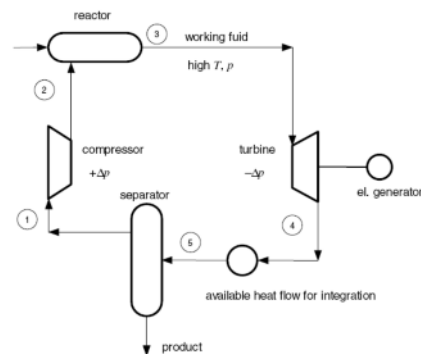 reactor
3
working fuid
high T, p
2
compressor
+Δp
turbine
−Δp
el. generator
separator
1
4
5
available heat flow for integration
product